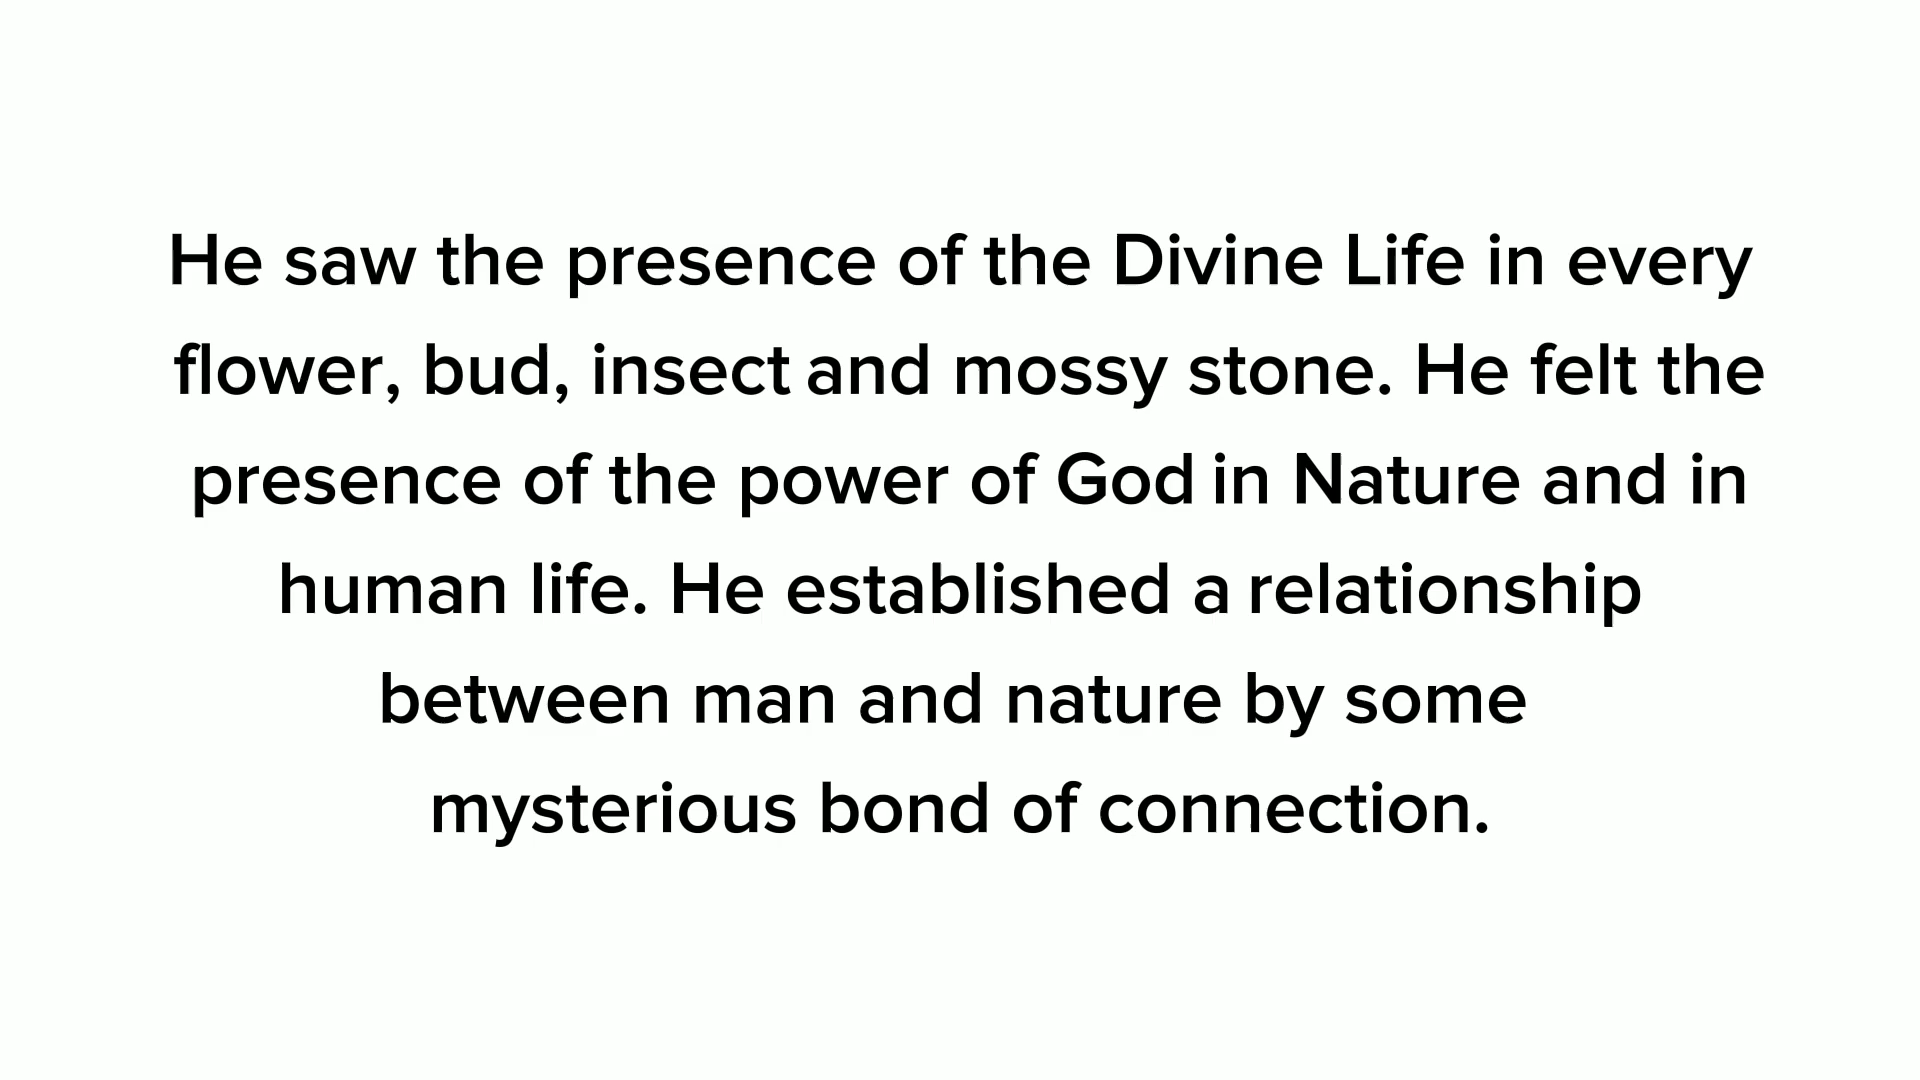 He saw the presence of the Divine Life in every
flower, bud, insect and mossy stone. He felt the
presence of the power of God in Nature and in
human life. He established a relationship
between man and nature by some
mysterious bond of connection.